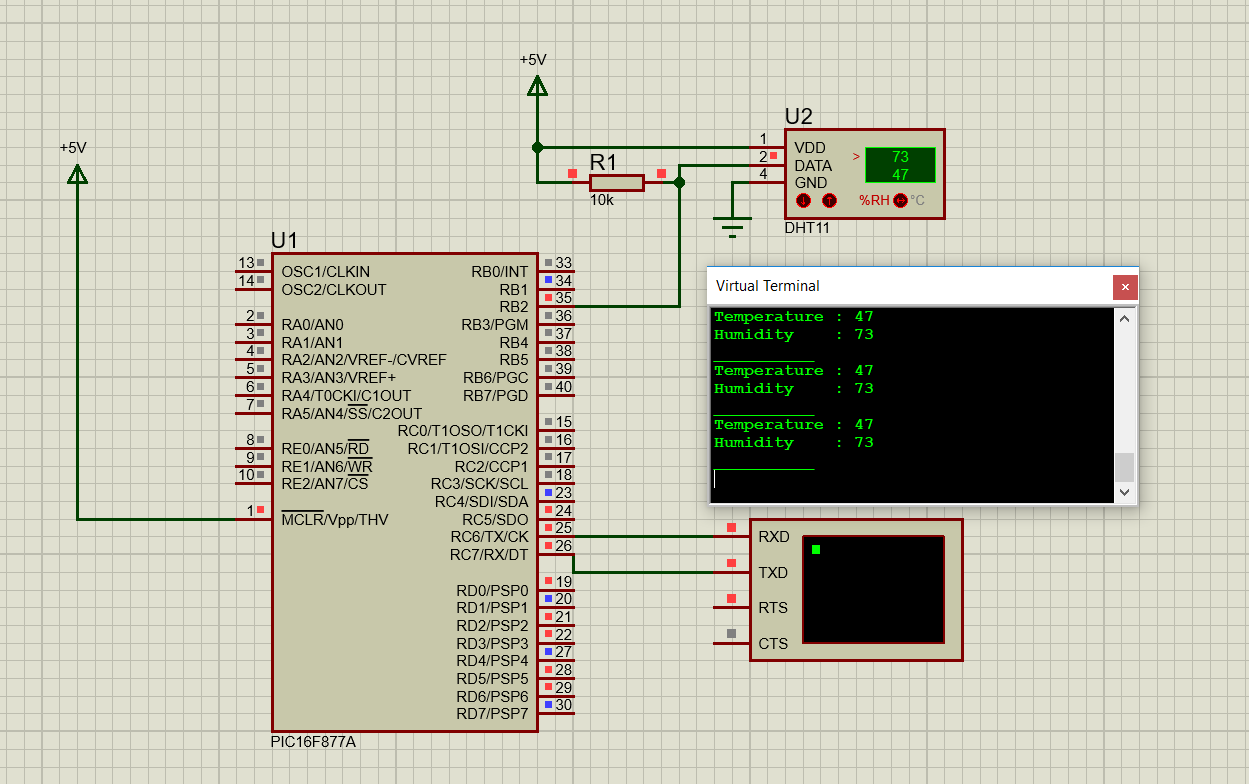 +5V
+5V
U2
1
VDD
2
DATA
4
GND
>
73
47
%RH
°C
DHT11
R1
10k
U1
13
OSC1/CLKIN
14
OSC2/CLKOUT
2
RA0/AN0
3
RA1/AN1
4
RA2/AN2/VREF-/CVREF
5
RA3/AN3/VREF+
6
RA4/T0CKI/C1OUT
7
RA5/AN4/SS/C2OUT
8
RE0/AN5/RD
9
RE1/AN6/WR
10
RE2/AN7/CS
1
MCLR/Vpp/THV
RB0/INT
33
RB1
34
RB2
35
RB3/PGM
36
RB4
37
RB5
38
RB6/PGC
39
RB7/PGD
40
RC0/T1OSO/T1CKI
15
RC1/T1OSI/CCP2
16
RC2/CCP1
17
RC3/SCK/SCL
18
RC4/SDI/SDA
23
RC5/SDO
24
RC6/TX/CK
25
RC7/RX/DT
26
RD0/PSP0
19
RD1/PSP1
20
RD2/PSP2
21
RD3/PSP3
22
RD4/PSP4
27
RD5/PSP5
28
RD6/PSP6
29
RD7/PSP7
30
PIC16F877A
Virtual Terminal
Temperature : 47
Humidity : 73
__________
Temperature : 47
Humidity : 73
__________
Temperature : 47
Humidity : 73
__________
RXD
TXD
RTS
CTS